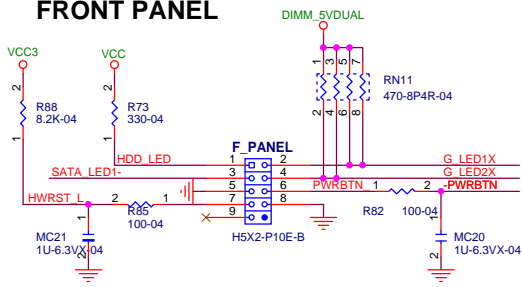 FRONT PANEL
DIMM_5VDUAL
VCC3
VCC
1 3 5 7
RN11
470-8P4R-04
2 4 6 8
2
R88
8.2K-04
1
2
R73
330-04
1
F_PANEL
HDD_LED
1 2
G_LED1X
SATA_LED1-
3 4
G_LED2X
5 6
PWRBTN_
1 2
-PWRBTN
HWRST_L
2 1
7 8
R85
100-04
R82
100-04
9
H5X2-P10E-B
1
MC21
1U-6.3VX-04
2
1
MC20
1U-6.3VX-04
2